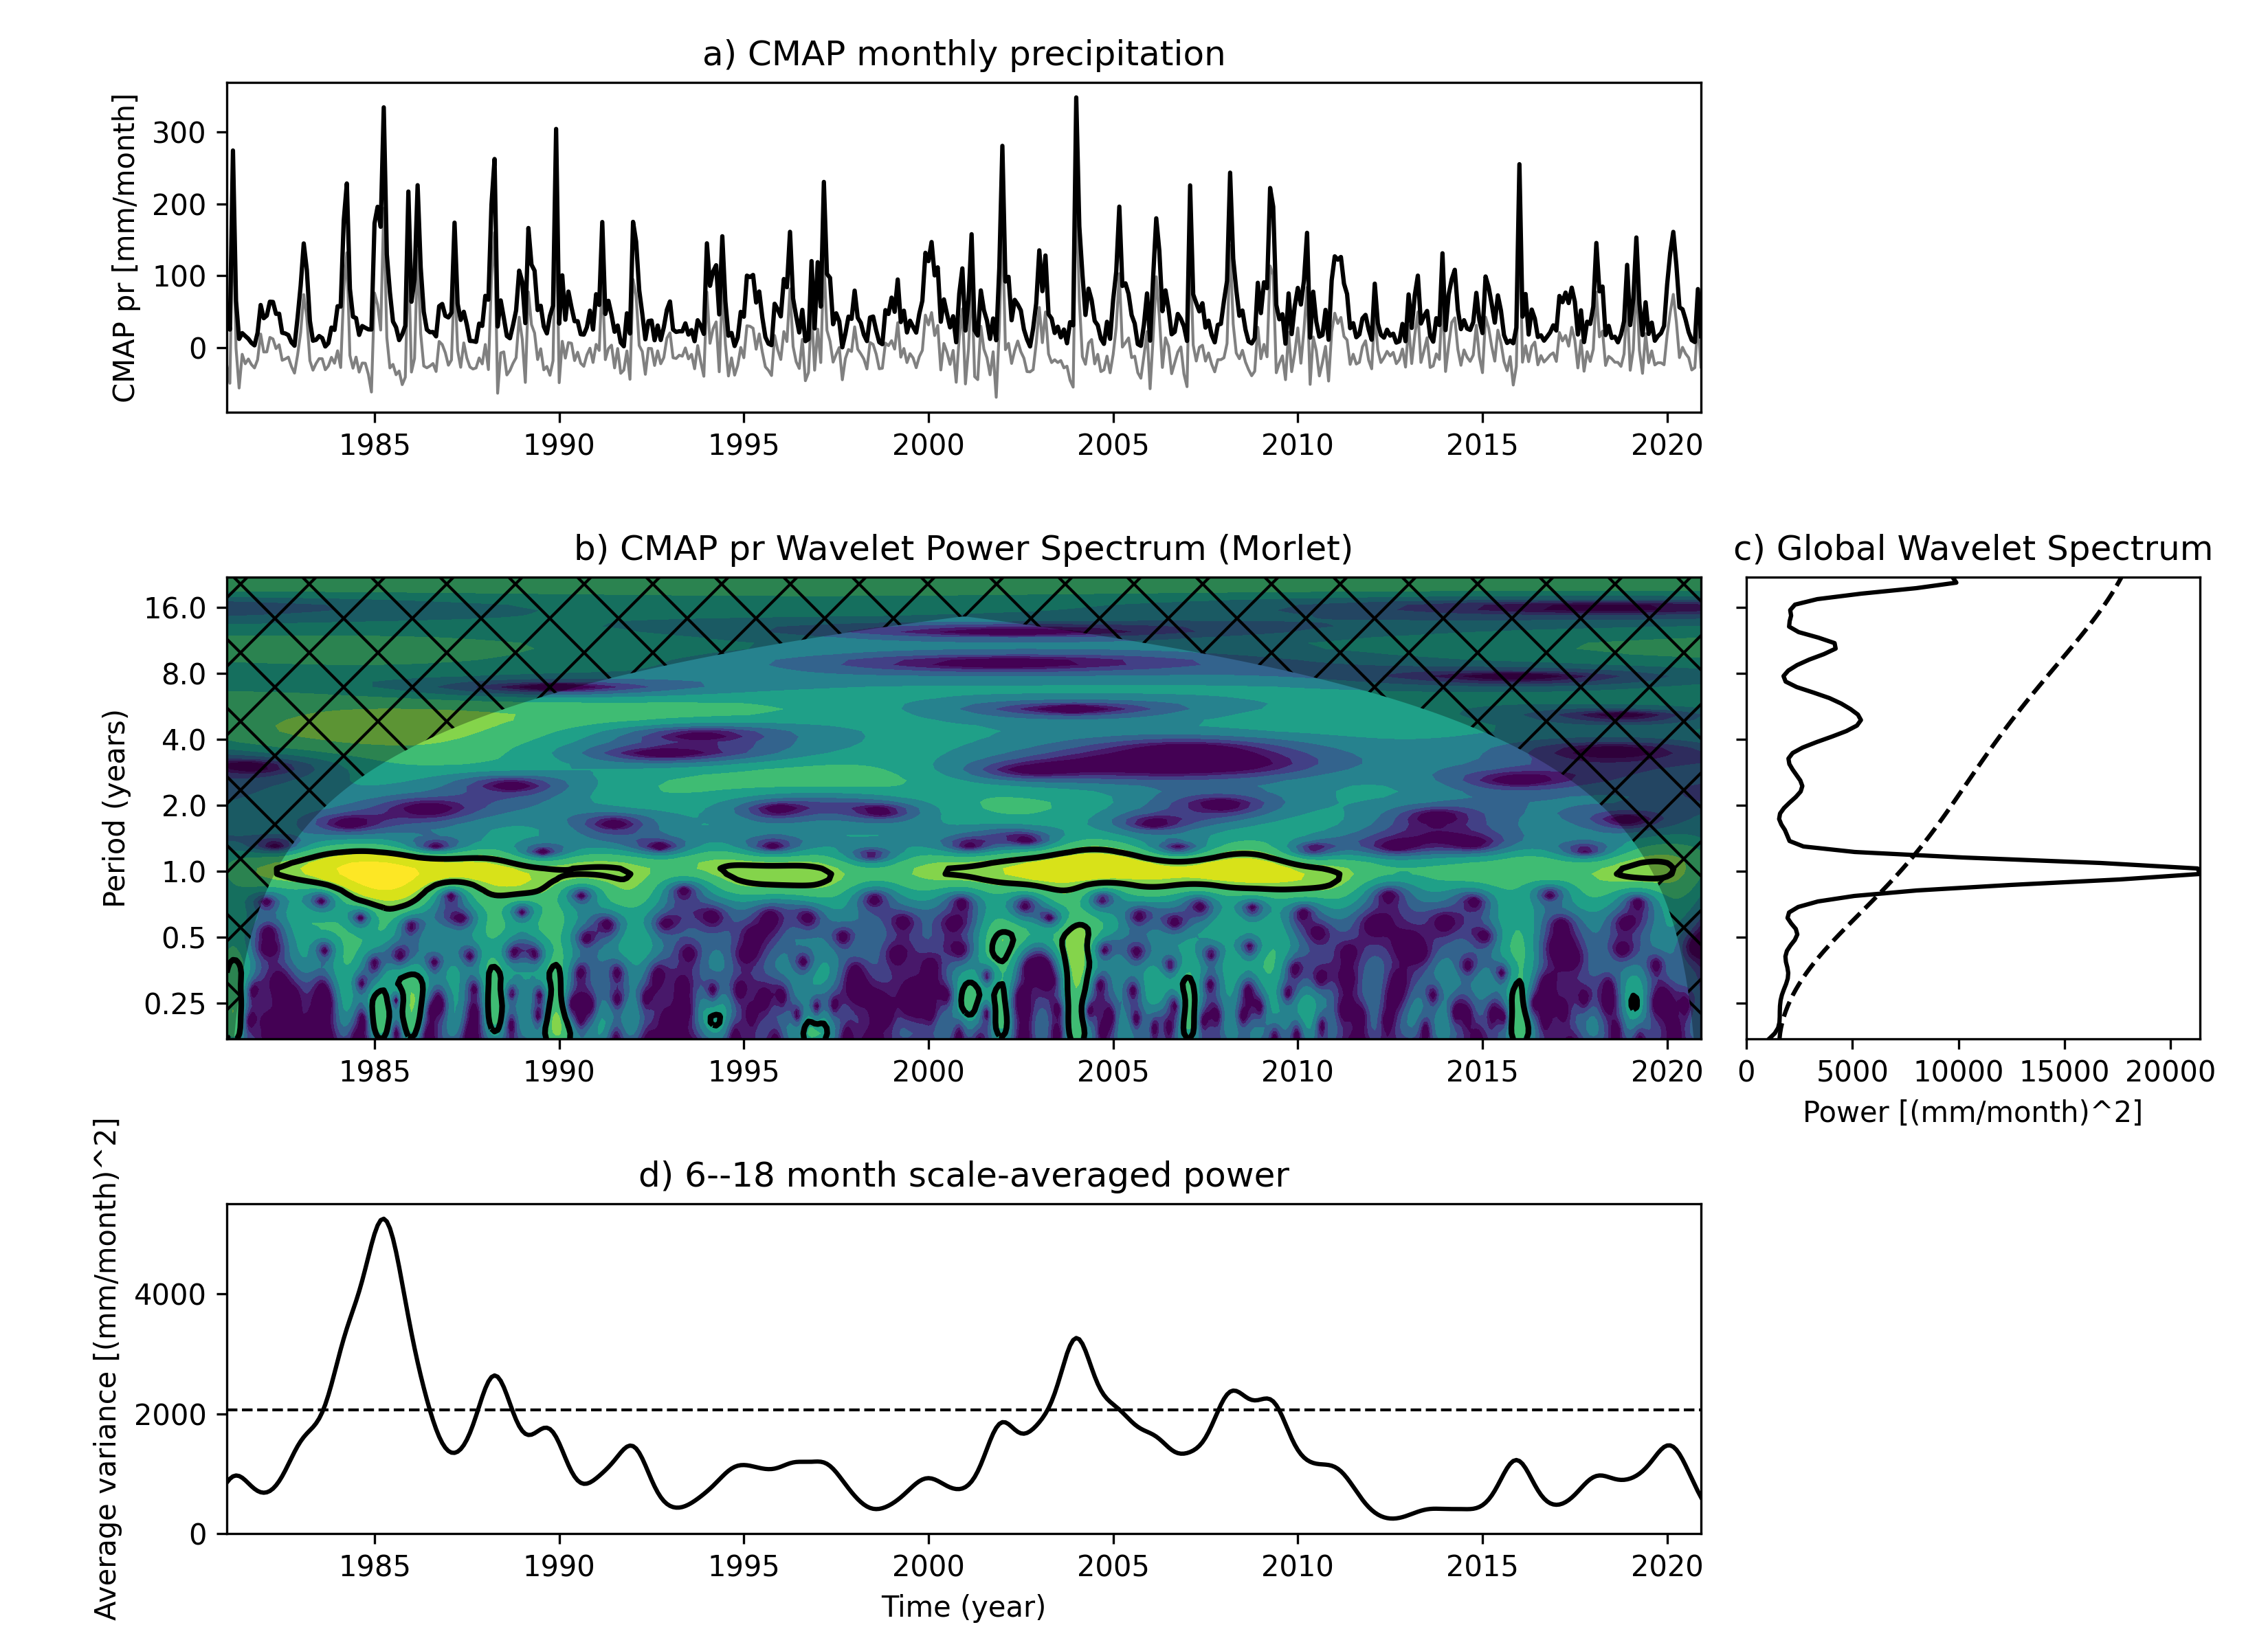 a) CMAP monthly precipitation
CMAP pr [mm/month]
300
200
100
0
1985 1990 1995 2000 2005 2010 2015 2020
b) CMAP pr Wavelet Power Spectrum (Morlet)
Period (years)
16.0
8.0
4.0
2.0
1.0
0.5
0.25
1985 1990 1995 2000 2005 2010 2015 2020
c) Global Wavelet Spectrum
0 5000 10000 15000 20000
Power [(mm/month)^2]
d) 6--18 month scale-averaged power
Average variance [(mm/month)^2]
4000
2000
0
1985 1990 1995 2000 2005 2010 2015 2020
Time (year)